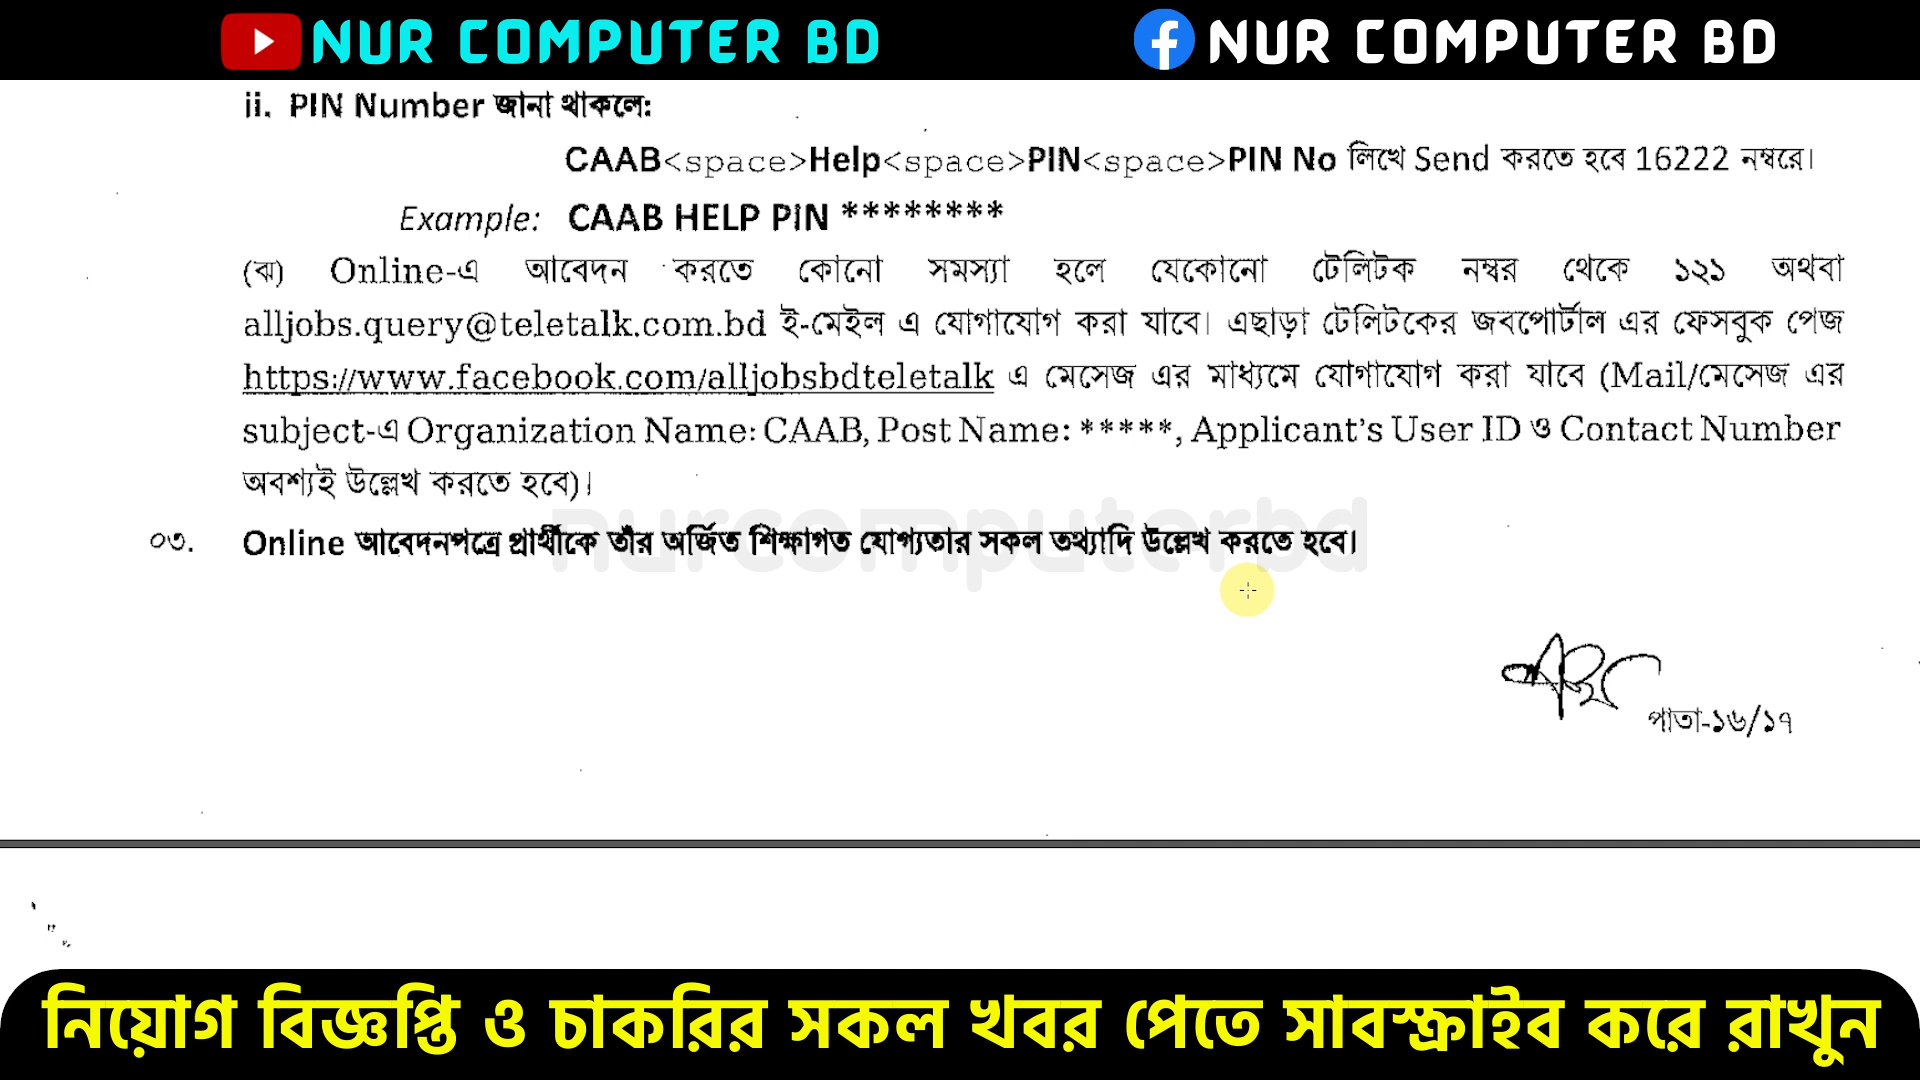 NUR COMPUTER BD NUR COMPUTER BD
ii. PIN Number জানা থাকলে:
CAAB<space>Help<space>PIN<space>PIN No লিখে Send করতে হবে 16222 নম্বরে।
Example: CAAB HELP PIN ********
(ঝ) Online-এ আবেদন করতে কোনো সমস্যা হলে যেকোনো টেলিটক নম্বর থেকে ১২১ অথবা
alljobs.query@teletalk.com.bd ই-মেইল এ যোগাযোগ করা যাবে। এছাড়া টেলিটকের জবপোর্টাল এর ফেসবুক পেজ
https://www.facebook.com/alljobsbdteletalk এ মেসেজ এর মাধ্যমে যোগাযোগ করা যাবে (Mail/মেসেজ এর
subject-এ Organization Name: CAAB, Post Name: *****, Applicant's User ID ও Contact Number
অবশ্যই উল্লেখ করতে হবে)।
nurcomputerbd
০৩. Online আবেদনপত্রে প্রার্থীকে তাঁর অর্জিত শিক্ষাগত যোগ্যতার সকল তথ্যাদি উল্লেখ করতে হবে।
পাতা-১৬/১৭
নিয়োগ বিজ্ঞপ্তি ও চাকরির সকল খবর পেতে সাবস্ক্রাইব করে রাখুন